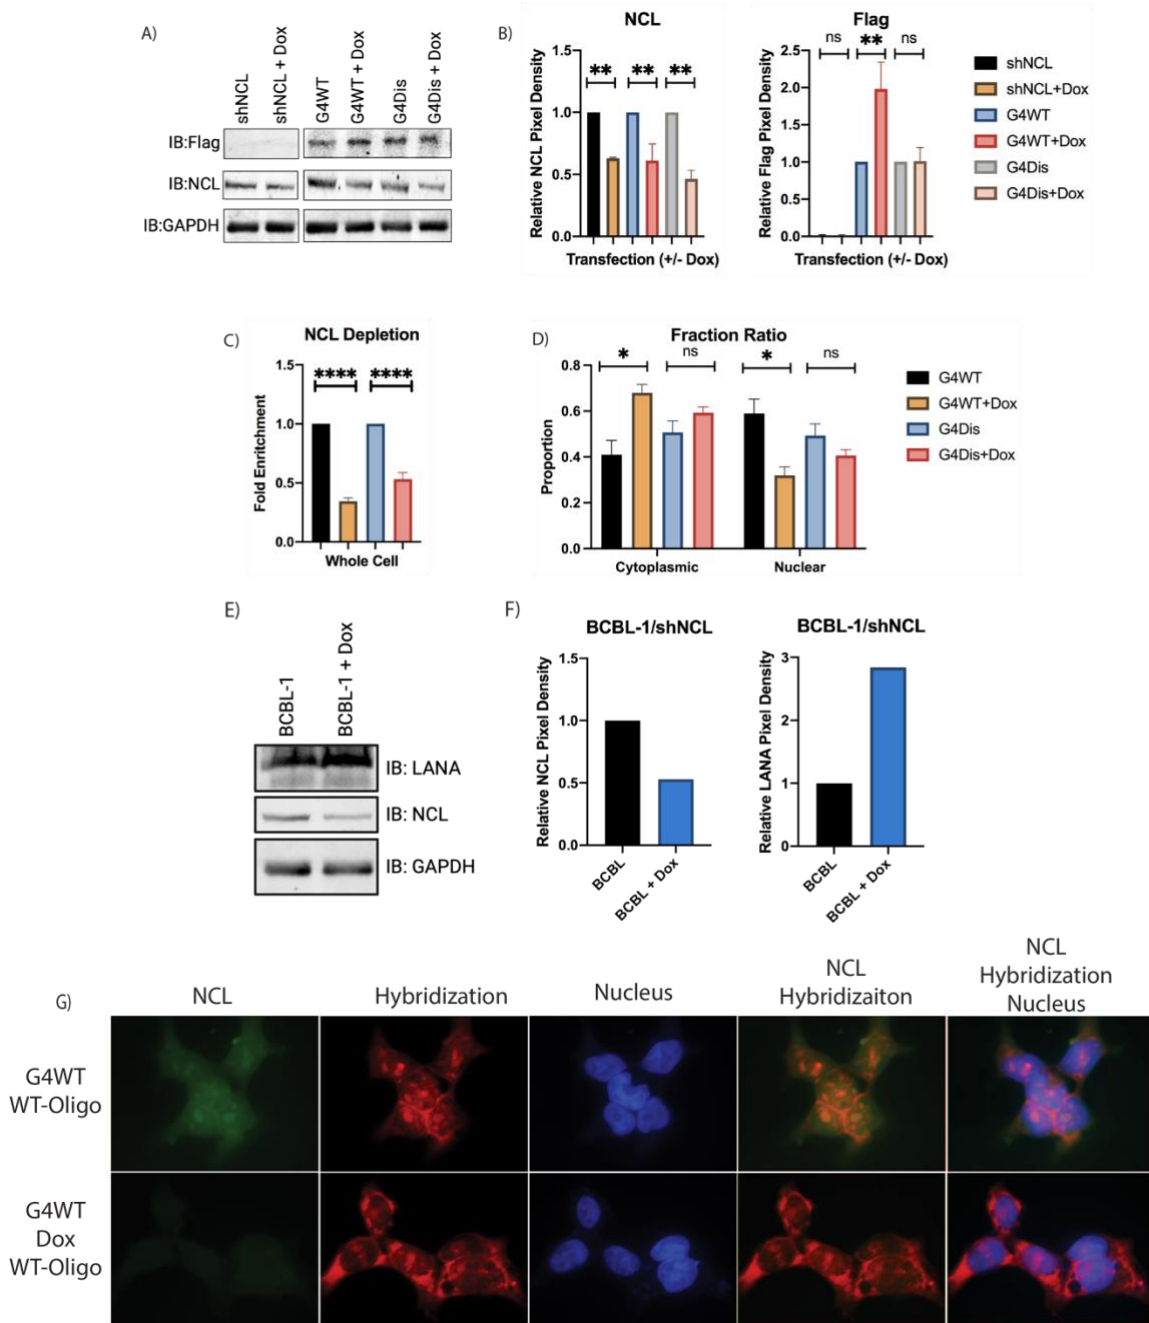 A)
shNCL
shNCL + Dox
G4WT
G4WT + Dox
G4Dis
G4Dis + Dox
IB:Flag
IB:NCL
IB:GAPDH
B)
NCL
Relative NCL Pixel Density
1.5
1.0
0.5
0.0
** ** **
Transfection (+/- Dox)
Flag
Relative Flag Pixel Density
2.5
2.0
1.5
1.0
0.5
0.0
ns ** ns
Transfection (+/- Dox)
shNCL
shNCL+Dox
G4WT
G4WT+Dox
G4Dis
G4Dis+Dox
C)
NCL Depletion
Fold Enritchment
1.5
1.0
0.5
0.0
**** ****
Whole Cell
D)
Fraction Ratio
Proportion
0.8
0.6
0.4
0.2
0.0
* ns * ns
Cytoplasmic Nuclear
G4WT
G4WT+Dox
G4Dis
G4Dis+Dox
E)
BCBL-1
BCBL-1 + Dox
IB: LANA
IB: NCL
IB: GAPDH
F)
BCBL-1/shNCL
Relative NCL Pixel Density
1.5
1.0
0.5
0.0
BCBL
BCBL + Dox
BCBL-1/shNCL
Relative LANA Pixel Density
3
2
1
0
BCBL
BCBL + Dox
G)
NCL
Hybridization
Nucleus
NCL
Hybridizaiton
NCL
Hybridization
Nucleus
G4WT
WT-Oligo
G4WT
Dox
WT-Oligo